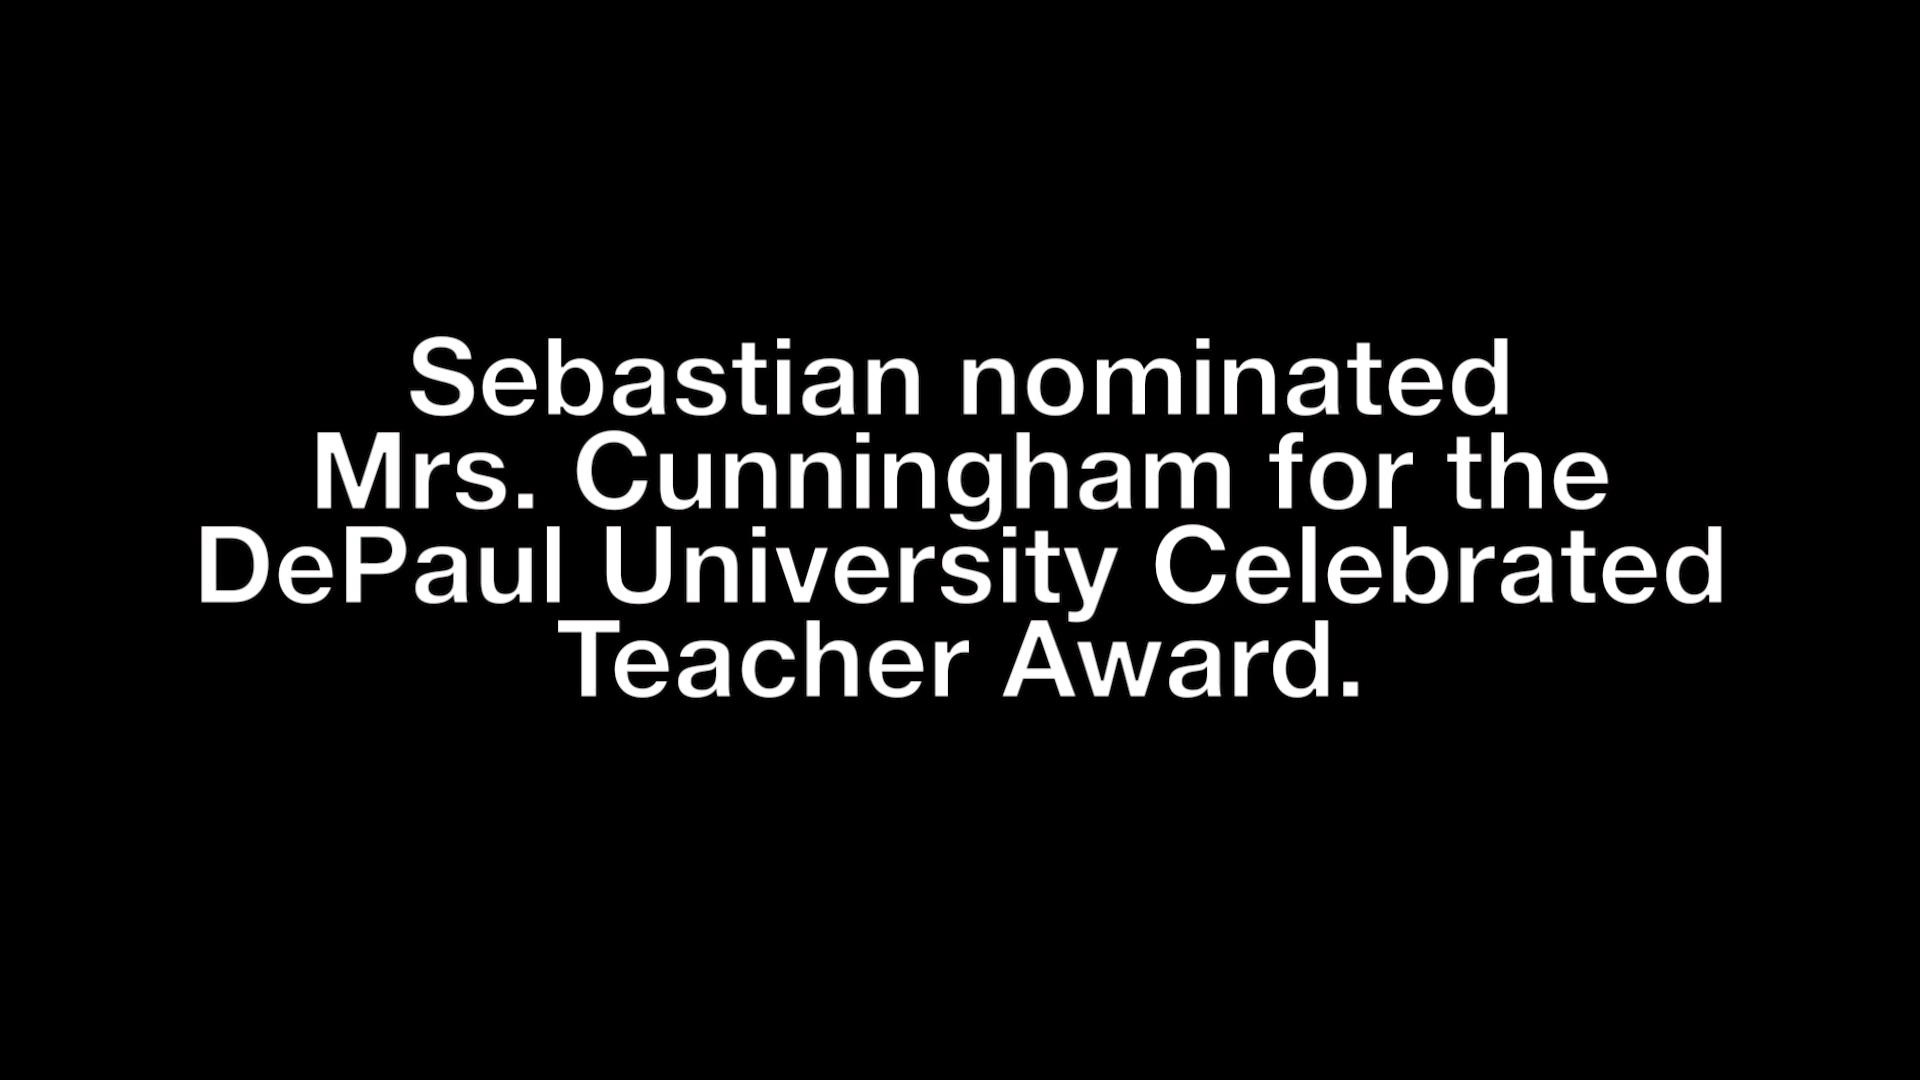 Sebastian nominated
Mrs. Cunningham for the
DePaul University Celebrated
Teacher Award.